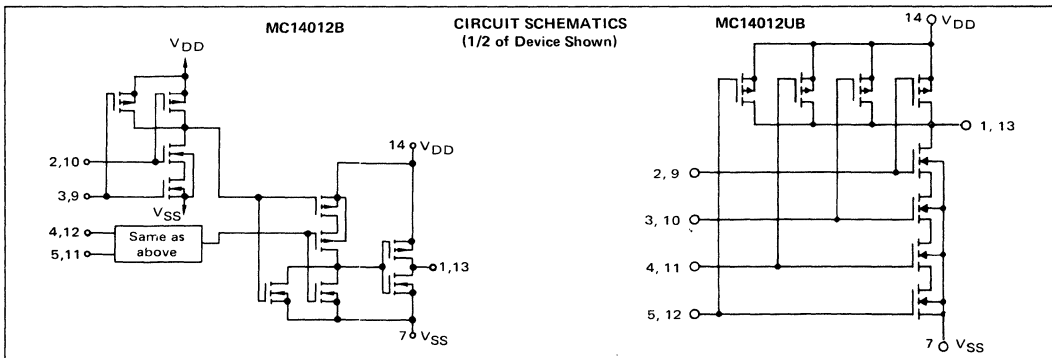 MC14012B
CIRCUIT SCHEMATICS
(1/2 of Device Shown)
MC14012UB
VDD
2,10
3,9
VSS
4,12
5,11
Same as
above
14
VDD
1,13
7
VSS
14
VDD
1, 13
2, 9
3, 10
4, 11
5, 12
7
VSS